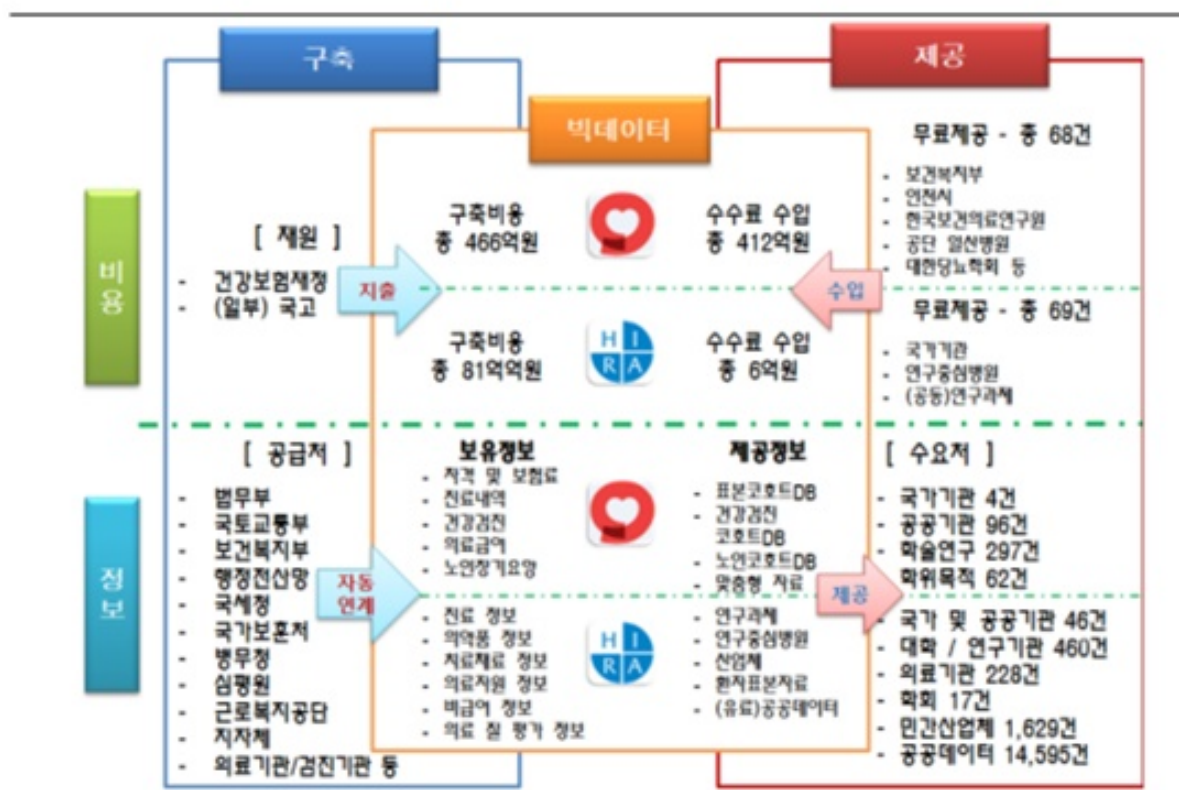 구축
제공
빅데이터
비용
정보
[ 재원 ]
- 건강보험재정
- (일부) 국고
지출
구축비용
총 466억원
수수료 수입
총 412억원
수입
무료제공 - 총 68건
- 보건복지부
- 인천시
- 한국보건의료연구원
- 공단 일산병원
- 대한당뇨학회 등
구축비용
총 81억억원
H I
R A
수수료 수입
총 6억원
무료제공 - 총 69건
- 국가기관
- 연구중심병원
- (공동)연구과제
[ 공급처 ]
- 법무부
- 국토교통부
- 보건복지부
- 행정전산망
- 국세청
- 국가보훈처
- 병무청
- 심평원
- 근로복지공단
- 지자체
- 의료기관/검진기관 등
자동
연계
보유정보
- 자격 및 보험료
- 진료내역
- 건강검진
- 의료급여
- 노인장기요양
제공정보
- 표본코호트DB
- 건강검진
코호트DB
- 노인코호트DB
- 맞춤형 자료
제공
[ 수요처 ]
- 국가기관 4건
- 공공기관 96건
- 학술연구 297건
- 학위목적 62건
- 진료 정보
- 의약품 정보
- 치료재료 정보
- 의료자원 정보
- 비급여 정보
- 의료 질 평가 정보
H I
R A
- 연구과제
- 연구중심병원
- 산업체
- 환자표본자료
- (유료)공공데이터
- 국가 및 공공기관 46건
- 대학 / 연구기관 460건
- 의료기관 228건
- 학회 17건
- 민간산업체 1,629건
- 공공데이터 14,595건